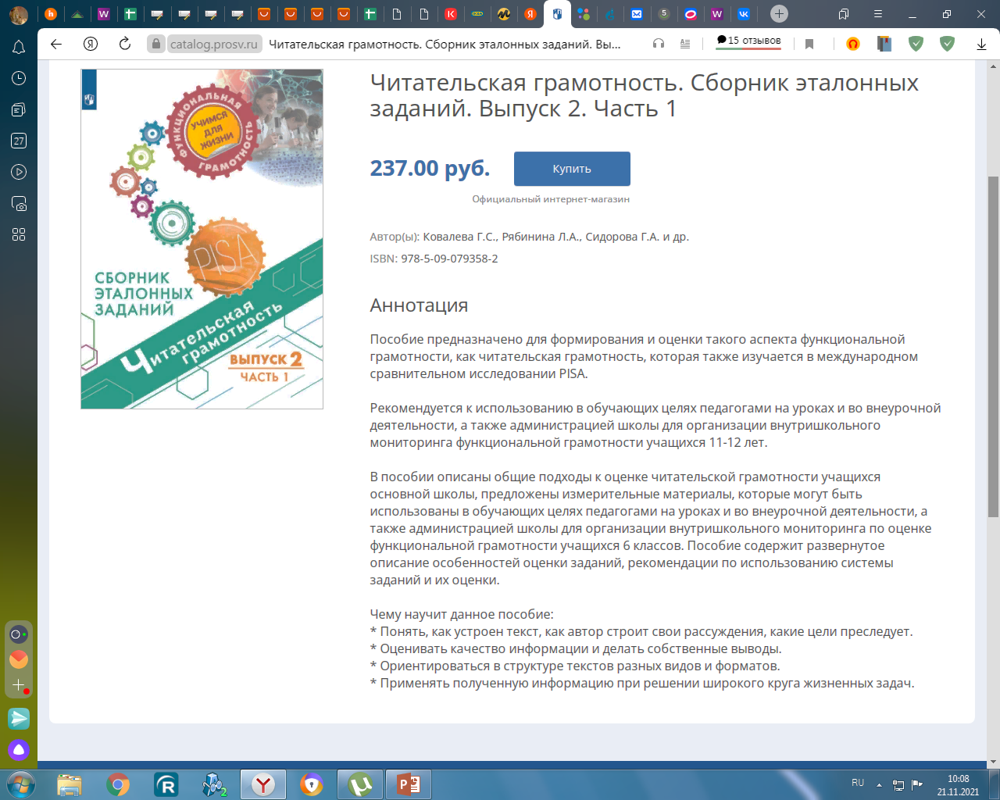 15 отзывов
catalog.prosv.ru
Читательская грамотность. Сборник эталонных заданий. Вы...
27
5
ФУНКЦИОНАЛЬНАЯ
ГРАМОТНОСТЬ
УЧИМСЯ
ДЛЯ
ЖИЗНИ
PISA
СБОРНИК
ЭТАЛОННЫХ
ЗАДАНИЙ
Читательская
грамотность
ВЫПУСК 2
ЧАСТЬ 1
Читательская грамотность. Сборник эталонных
заданий. Выпуск 2. Часть 1
237.00 руб.
Купить
Официальный интернет-магазин
Автор(ы): Ковалева Г.С., Рябинина Л.А., Сидорова Г.А. и др.
ISBN: 978-5-09-079358-2
Аннотация
Пособие предназначено для формирования и оценки такого аспекта функциональной
грамотности, как читательская грамотность, которая также изучается в международном
сравнительном исследовании PISA.
Рекомендуется к использованию в обучающих целях педагогами на уроках и во внеурочной
деятельности, а также администрацией школы для организации внутришкольного
мониторинга функциональной грамотности учащихся 11-12 лет.
В пособии описаны общие подходы к оценке читательской грамотности учащихся
основной школы, предложены измерительные материалы, которые могут быть
использованы в обучающих целях педагогами на уроках и во внеурочной деятельности, а
также администрацией школы для организации внутришкольного мониторинга по оценке
функциональной грамотности учащихся 6 классов. Пособие содержит развернутое
описание особенностей оценки заданий, рекомендации по использованию системы
заданий и их оценки.
Чему научит данное пособие:
* Понять, как устроен текст, как автор строит свои рассуждения, какие цели преследует.
* Оценивать качество информации и делать собственные выводы.
* Ориентироваться в структуре текстов разных видов и форматов.
* Применять полученную информацию при решении широкого круга жизненных задач.
RU
10:08
21.11.2021